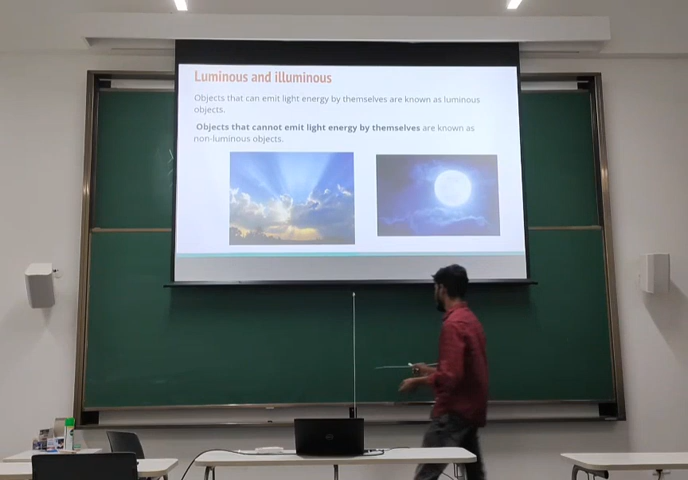 Luminous and illuminous
Objects that can emit light energy by themselves are known as luminous
objects.
Objects that cannot emit light energy by themselves are known as
non-luminous objects.